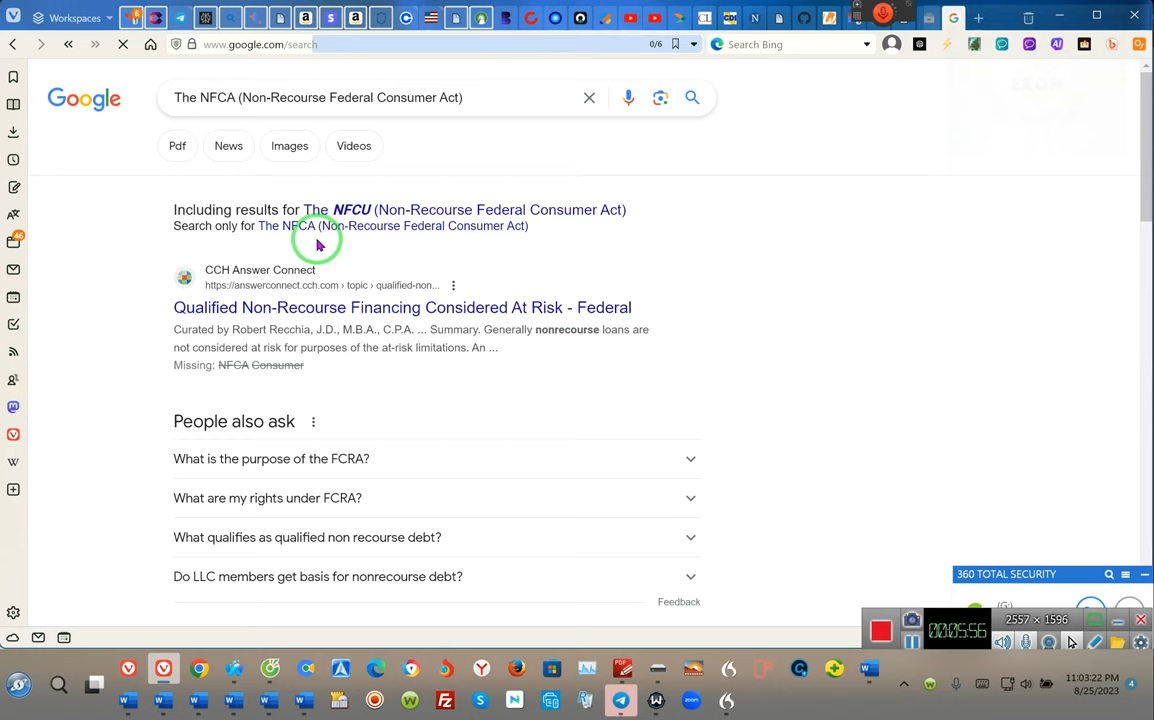 Workspaces
www.google.com/search
0/6
Search Bing
Google
The NFCA (Non-Recourse Federal Consumer Act)
Pdf
News
Images
Videos
Including results for The NFCU (Non-Recourse Federal Consumer Act)
Search only for The NFCA (Non-Recourse Federal Consumer Act)
CCH Answer Connect
https://answerconnect.cch.com › topic › qualified-non...
Qualified Non-Recourse Financing Considered At Risk - Federal
Curated by Robert Recchia, J.D., M.B.A., C.P.A. ... Summary. Generally nonrecourse loans are
not considered at risk for purposes of the at-risk limitations. An ...
Missing: NFCA Consumer
People also ask
What is the purpose of the FCRA?
What are my rights under FCRA?
What qualifies as qualified non recourse debt?
Do LLC members get basis for nonrecourse debt?
Feedback
46
360 TOTAL SECURITY
(G:)
2557 × 1596
00:05:56
11:03:22 PM
8/25/2023
4